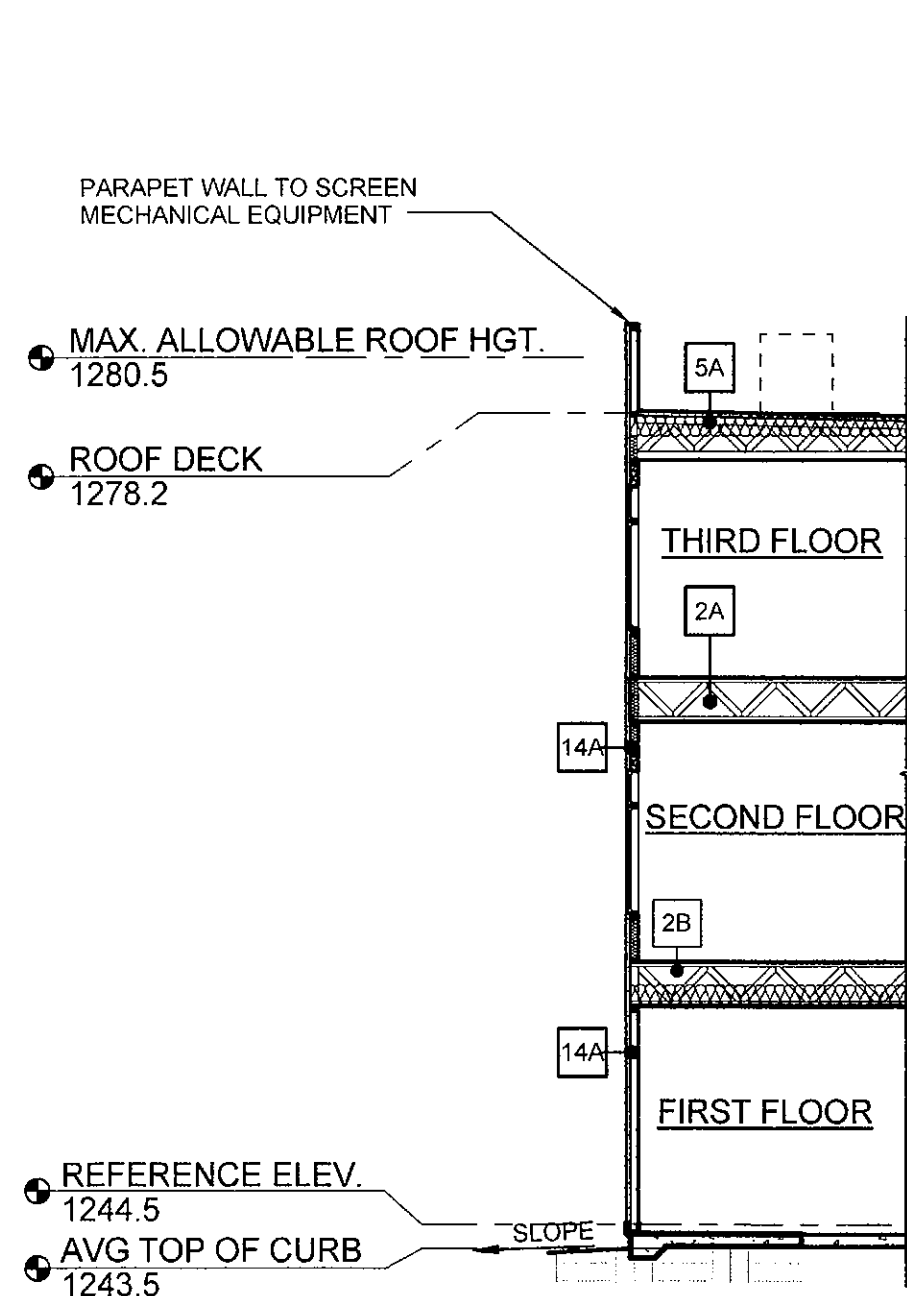 PARAPET WALL TO SCREEN
MECHANICAL EQUIPMENT
MAX. ALLOWABLE ROOF HGT.
1280.5
5A
ROOF DECK
1278.2
THIRD FLOOR
2A
14A
SECOND FLOOR
2B
14A
FIRST FLOOR
REFERENCE ELEV.
1244.5
SLOPE
AVG TOP OF CURB
1243.5